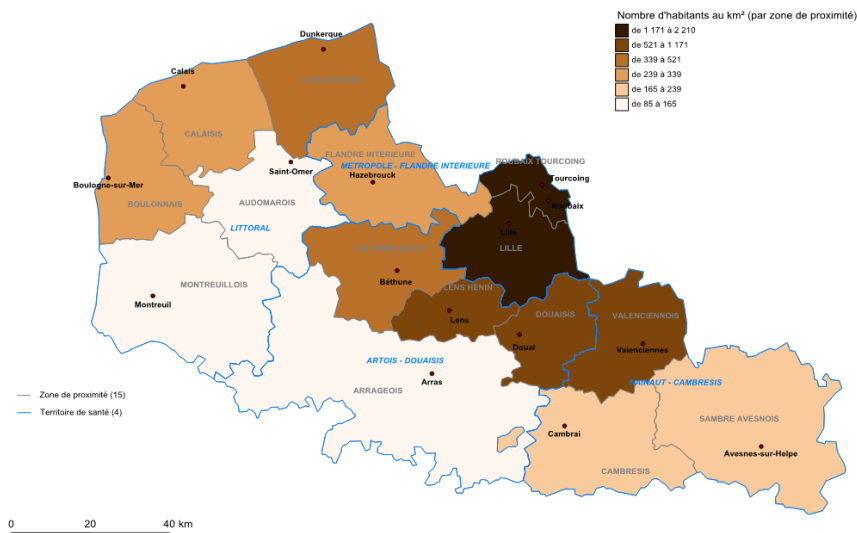 Nombre d'habitants au km² (par zone de proximité)
de 1 171 à 2 210
de 521 à 1 171
de 339 à 521
de 239 à 339
de 165 à 239
de 85 à 165
Dunkerque
Calais
CALAISIS
FLANDRE INTERIEURE
METROPOLE - FLANDRE INTERIEURE
ROUBAIX TOURCOING
Saint-Omer
Hazebrouck
Tourcoing
Boulogne-sur-Mer
Roubaix
BOULONNAIS
AUDOMAROIS
LITTORAL
Lille
LILLE
MONTREUILLOIS
Béthune
LENS HENIN
Montreuil
Lens
DOUAISIS
VALENCIENNOIS
Douai
Valenciennes
ARTOIS - DOUAISIS
Arras
HAINAUT - CAMBRESIS
ARRAGEOIS
Zone de proximité (15)
Territoire de santé (4)
SAMBRE AVESNOIS
Cambrai
Avesnes-sur-Helpe
CAMBRESIS
0 20 40 km